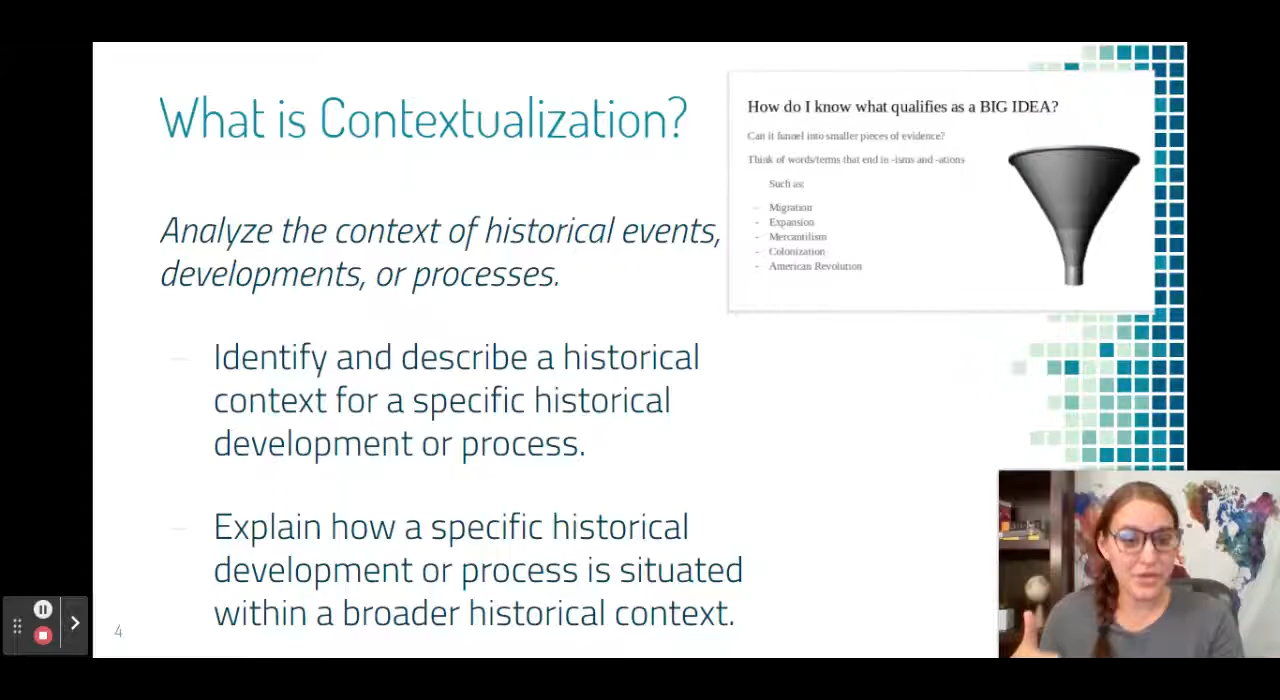 What is Contextualization?
Analyze the context of historical events,
developments, or processes.
– Identify and describe a historical
context for a specific historical
development or process.
– Explain how a specific historical
development or process is situated
within a broader historical context.
4
How do I know what qualifies as a BIG IDEA?
Can it funnel into smaller pieces of evidence?
Think of words/terms that end in -isms and -ations
Such as:
- Migration
- Expansion
- Mercantilism
- Colonization
- American Revolution